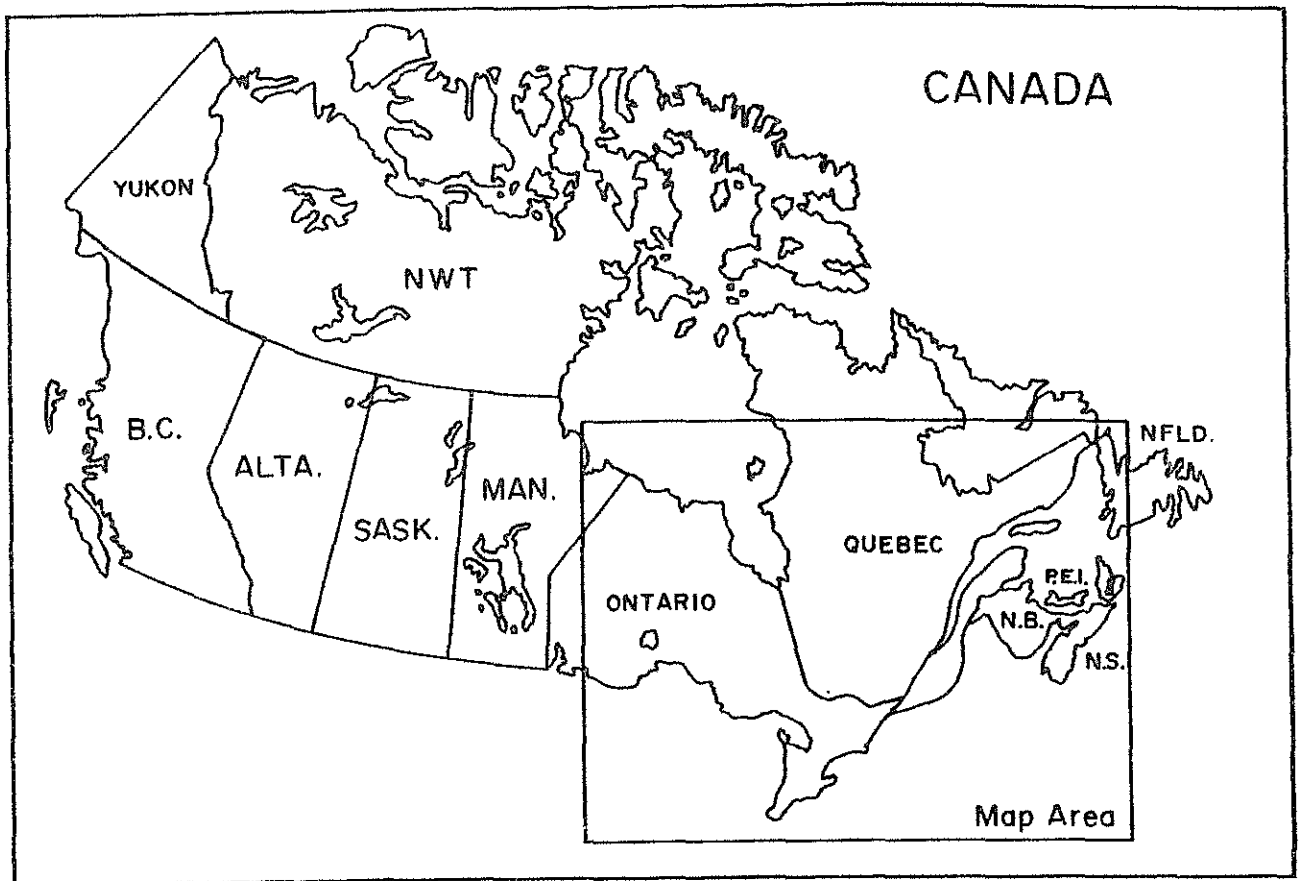 CANADA
YUKON
NWT
B.C.
ALTA.
SASK.
MAN.
NFLD.
ONTARIO
QUEBEC
P.E.I.
N.B.
N.S.
Map Area